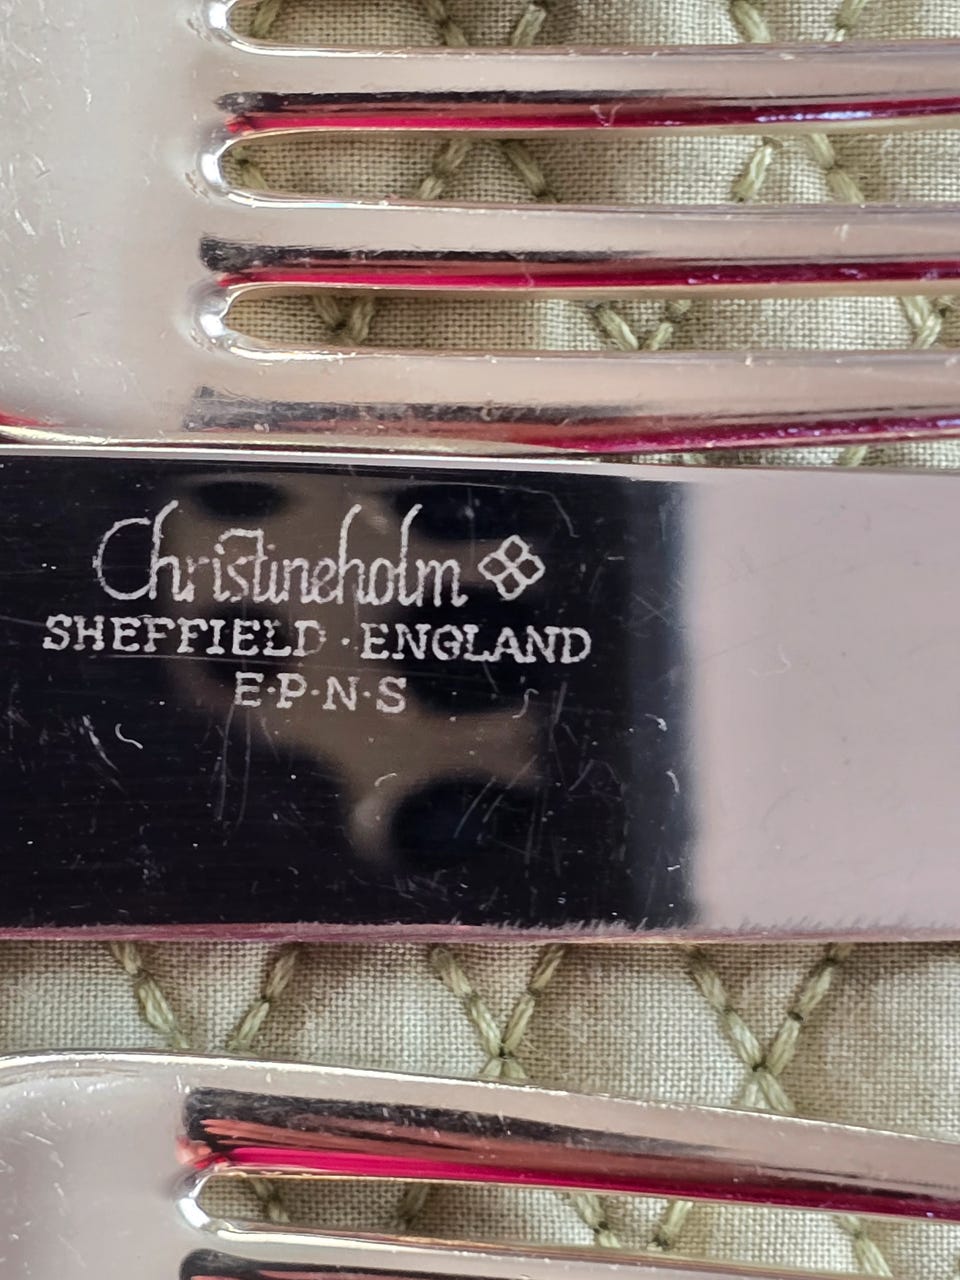 Christineholm
SHEFFIELD · ENGLAND
E·P·N·S